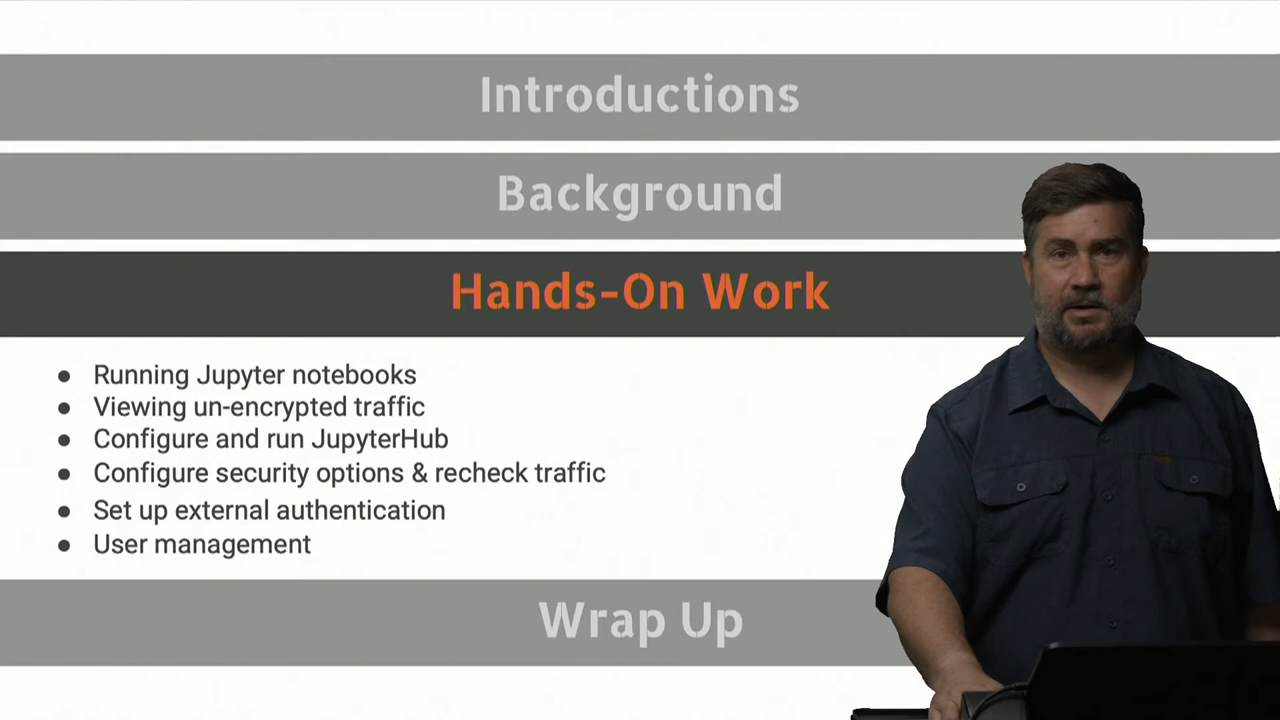 Introductions
Background
Hands-On Work
● Running Jupyter notebooks
● Viewing un-encrypted traffic
● Configure and run JupyterHub
● Configure security options & recheck traffic
● Set up external authentication
● User management
Wrap Up